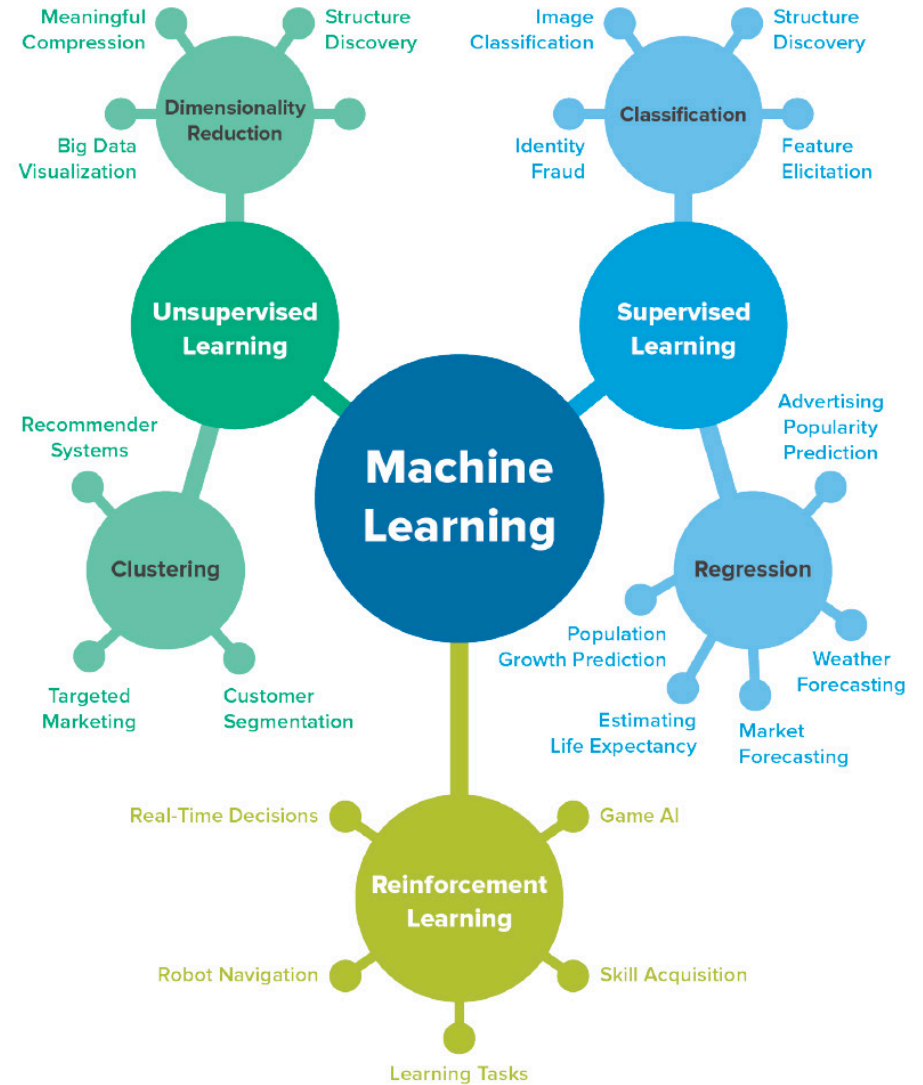 Meaningful
Compression
Structure
Discovery
Dimensionality
Reduction
Big Data
Visualization
Image
Classification
Structure
Discovery
Classification
Identity
Fraud
Feature
Elicitation
Unsupervised
Learning
Supervised
Learning
Machine
Learning
Recommender
Systems
Clustering
Targeted
Marketing
Customer
Segmentation
Advertising
Popularity
Prediction
Regression
Population
Growth Prediction
Weather
Forecasting
Estimating
Life Expectancy
Market
Forecasting
Real-Time Decisions
Game AI
Reinforcement
Learning
Robot Navigation
Skill Acquisition
Learning Tasks